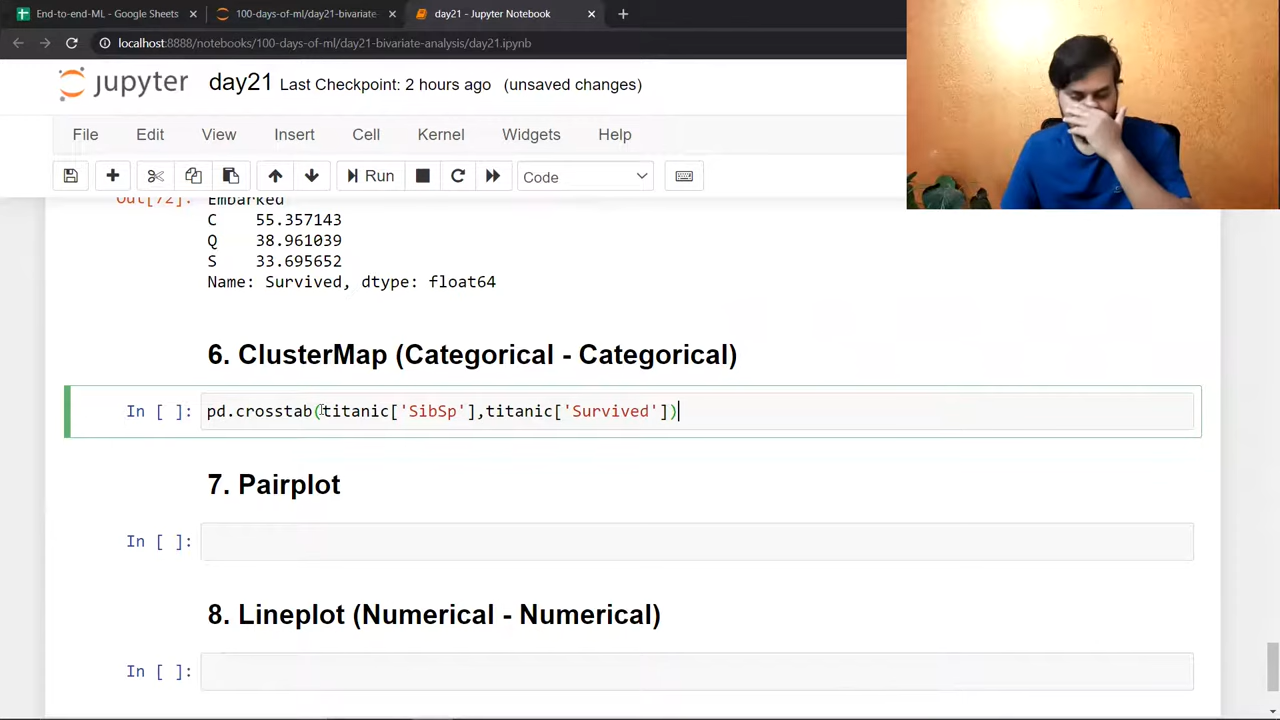 End-to-end-ML - Google Sheets
100-days-of-ml/day21-bivariate
day21 - Jupyter Notebook
localhost:8888/notebooks/100-days-of-ml/day21-bivariate-analysis/day21.ipynb
jupyter day21 Last Checkpoint: 2 hours ago (unsaved changes)
File Edit View Insert Cell Kernel Widgets Help
Run Code
Out[72]: Embarked
C 55.357143
Q 38.961039
S 33.695652
Name: Survived, dtype: float64
6. ClusterMap (Categorical - Categorical)
In [ ]: pd.crosstab(titanic['SibSp'],titanic['Survived'])
7. Pairplot
In [ ]:
8. Lineplot (Numerical - Numerical)
In [ ]: